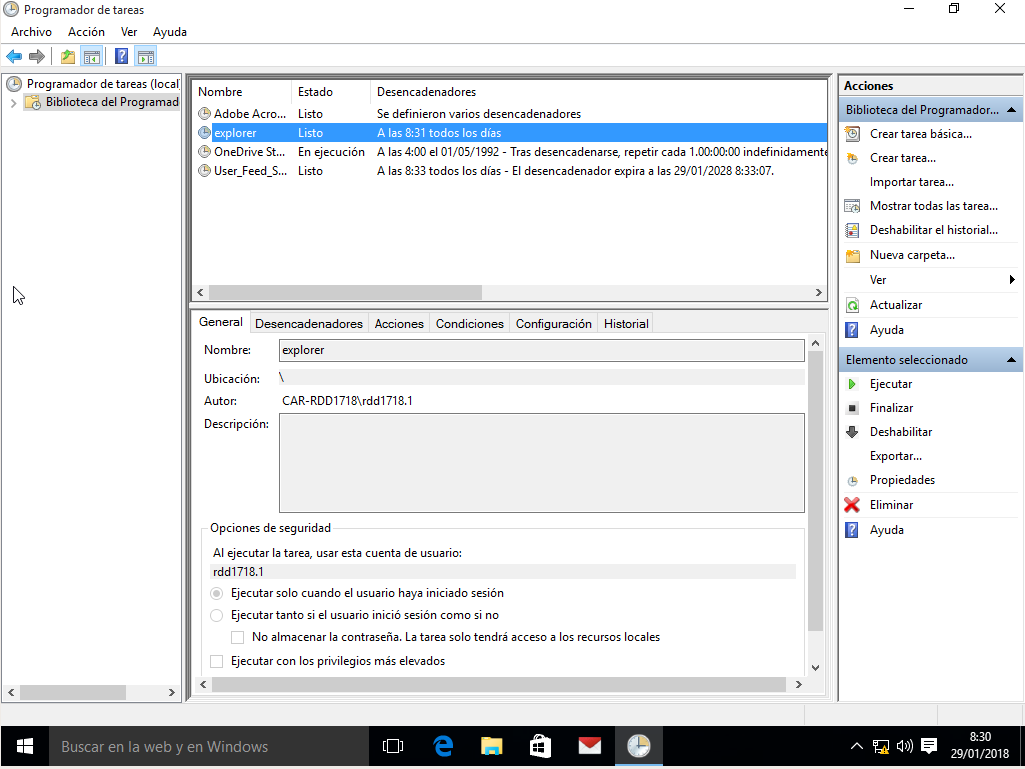 Programador de tareas
Archivo Acción Ver Ayuda
Programador de tareas (local
Biblioteca del Programad
Nombre Estado Desencadenadores
Adobe Acro... Listo Se definieron varios desencadenadores
explorer Listo A las 8:31 todos los días
OneDrive St... En ejecución A las 4:00 el 01/05/1992 - Tras desencadenarse, repetir cada 1.00:00:00 indefinidamente
User_Feed_S... Listo A las 8:33 todos los días - El desencadenador expira a las 29/01/2028 8:33:07.
General Desencadenadores Acciones Condiciones Configuración Historial
Nombre: explorer
Ubicación: \
Autor: CAR-RDD1718\rdd1718.1
Descripción:
Opciones de seguridad
Al ejecutar la tarea, usar esta cuenta de usuario:
rdd1718.1
Ejecutar solo cuando el usuario haya iniciado sesión
Ejecutar tanto si el usuario inició sesión como si no
No almacenar la contraseña. La tarea solo tendrá acceso a los recursos locales
Ejecutar con los privilegios más elevados
Acciones
Biblioteca del Programador...
Crear tarea básica...
Crear tarea...
Importar tarea...
Mostrar todas las tarea...
Deshabilitar el historial...
Nueva carpeta...
Ver
Actualizar
Ayuda
Elemento seleccionado
Ejecutar
Finalizar
Deshabilitar
Exportar...
Propiedades
Eliminar
Ayuda
Buscar en la web y en Windows
8:30
29/01/2018